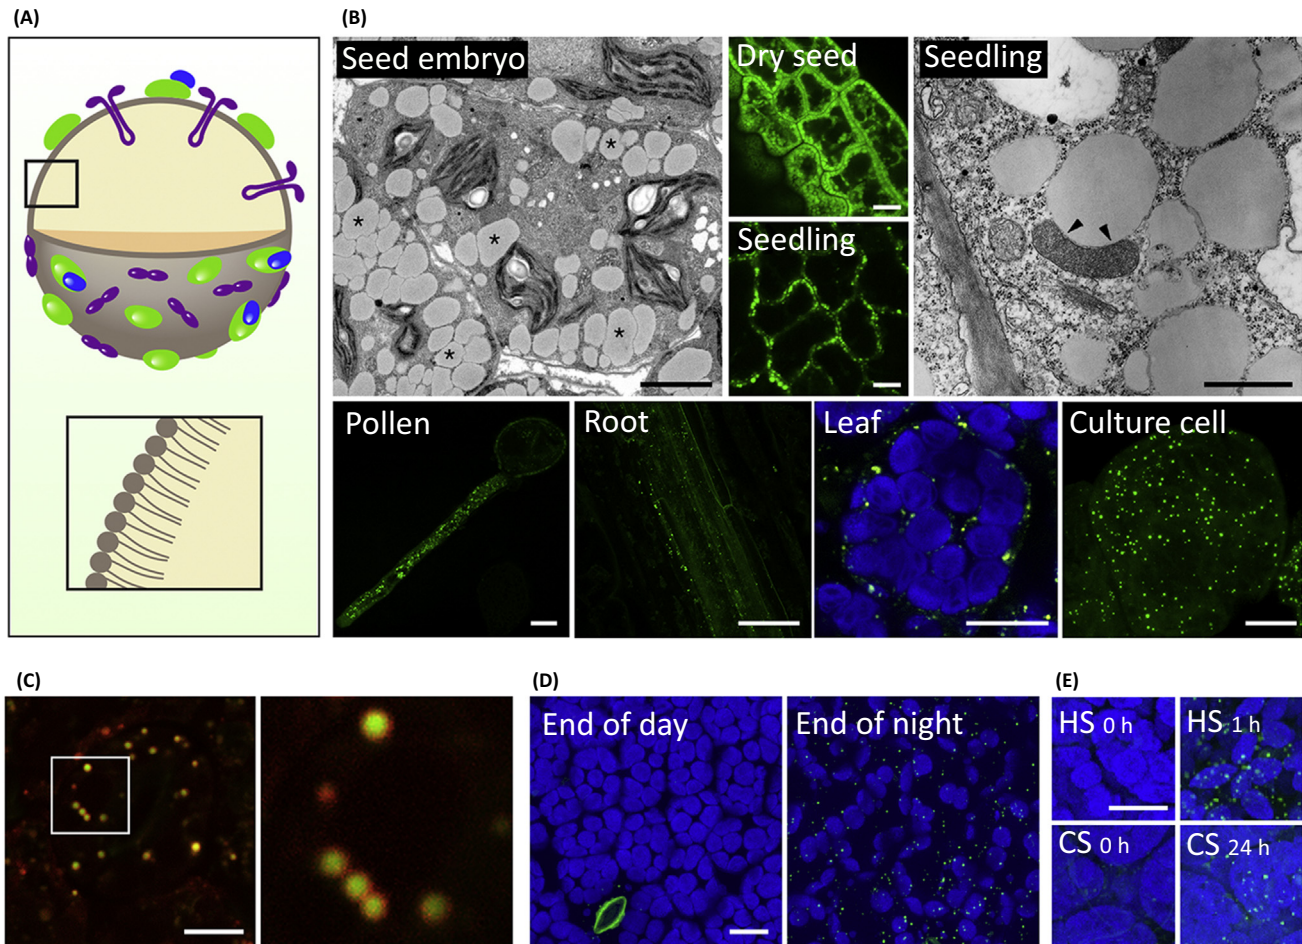 (A)
(B)
Seed embryo
Dry seed
Seedling
Seedling
Pollen
Root
Leaf
Culture cell
(C)
(D)
(E)
End of day
End of night
HS 0 h
HS 1 h
CS 0 h
CS 24 h